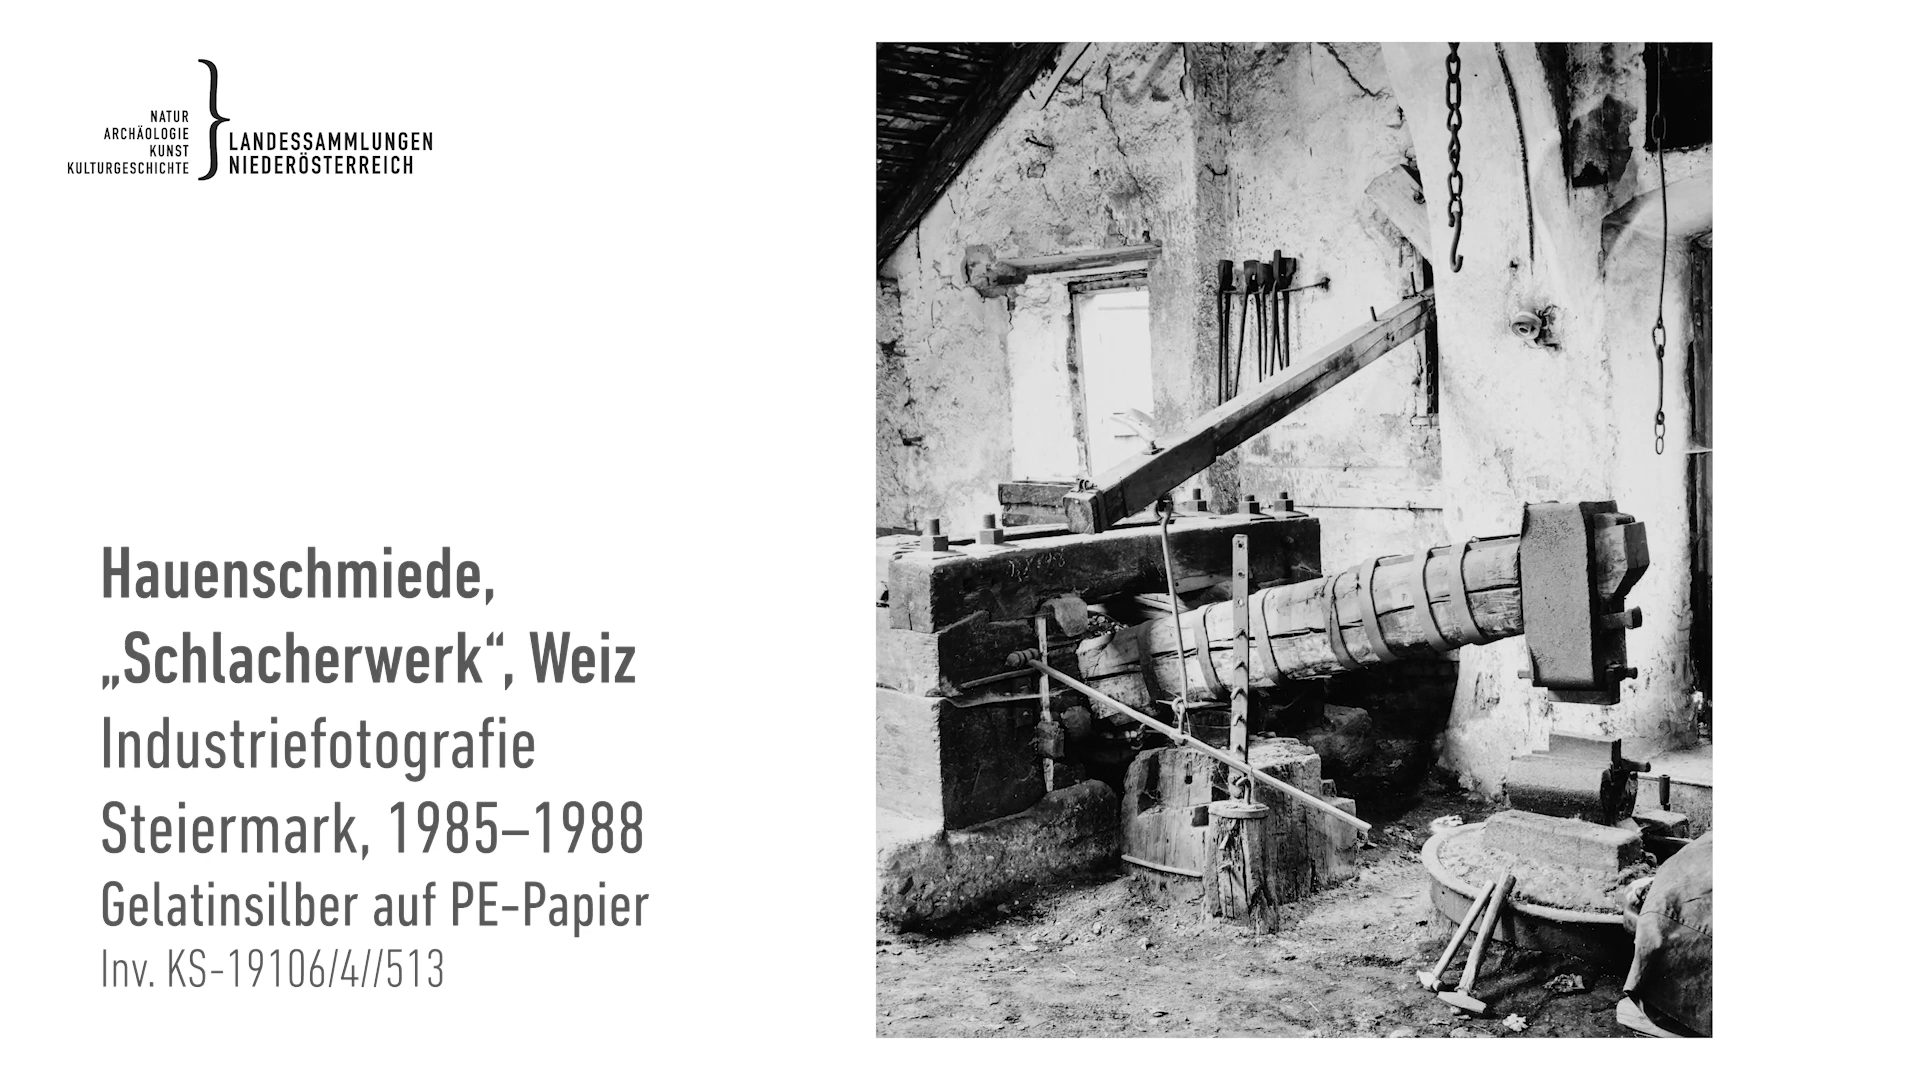 NATUR
ARCHÄOLOGIE
KUNST
KULTURGESCHICHTE
LANDESSAMMLUNGEN
NIEDERÖSTERREICH
Hauenschmiede,
„Schlacherwerk“, Weiz
Industriefotografie
Steiermark, 1985–1988
Gelatinsilber auf PE-Papier
Inv. KS-19106/4//513